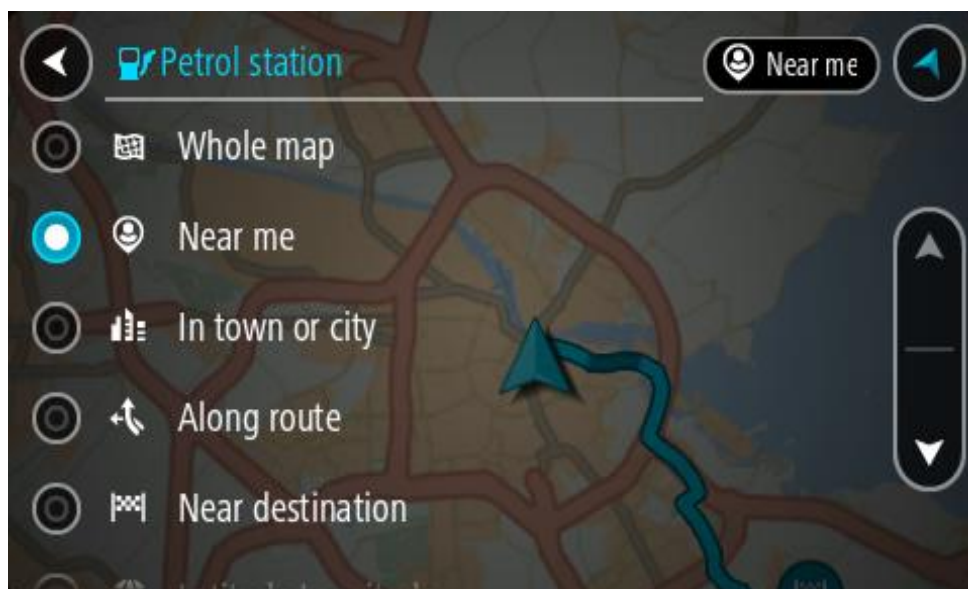 Petrol station
Near me
Whole map
Near me
In town or city
Along route
Near destination